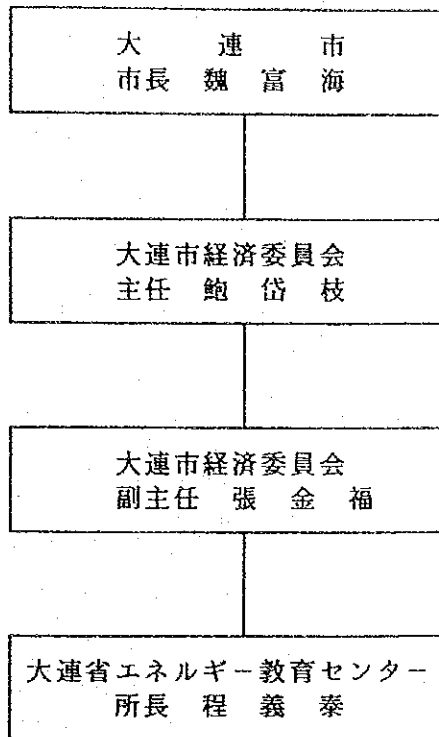 大連市
市長 魏富海
大連市経済委員会
主任 鮑岱枝
大連市経済委員会
副主任 張金福
大連省エネルギー教育センター
所長 程義泰